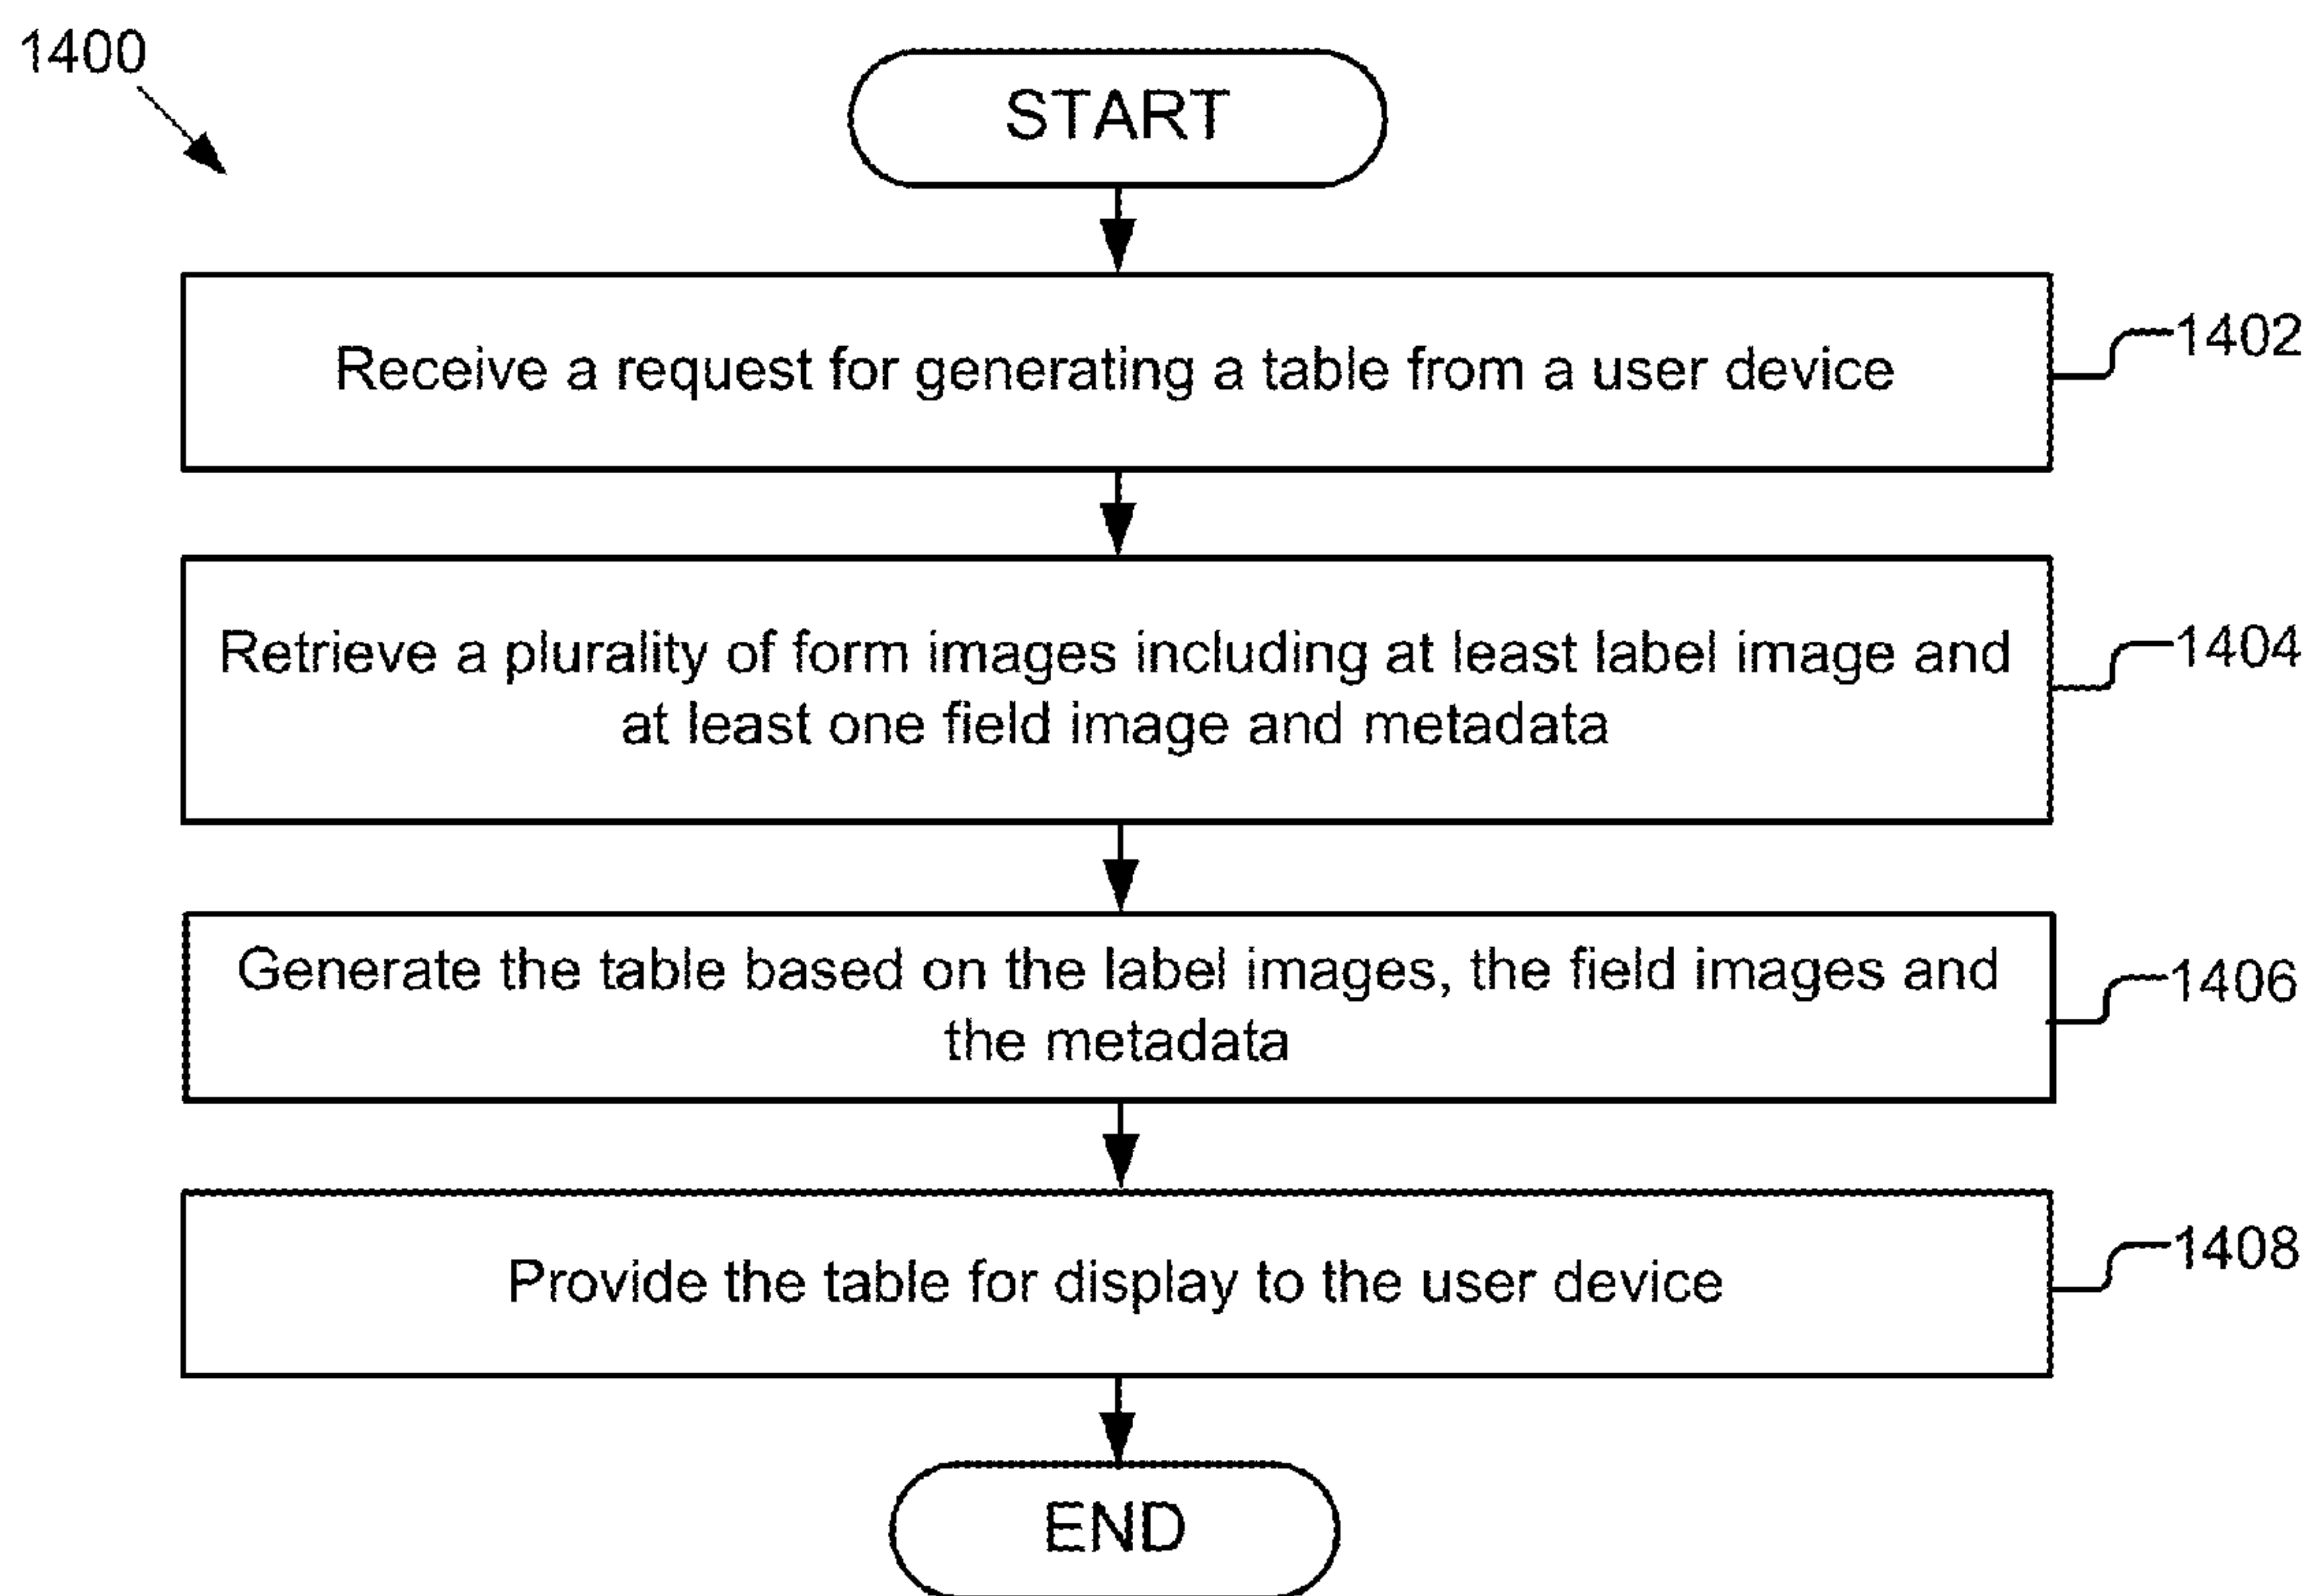 1400
START
Receive a request for generating a table from a user device
1402
Retrieve a plurality of form images including at least label image and
at least one field image and metadata
1404
Generate the table based on the label images, the field images and
the metadata
1406
Provide the table for display to the user device
1408
END